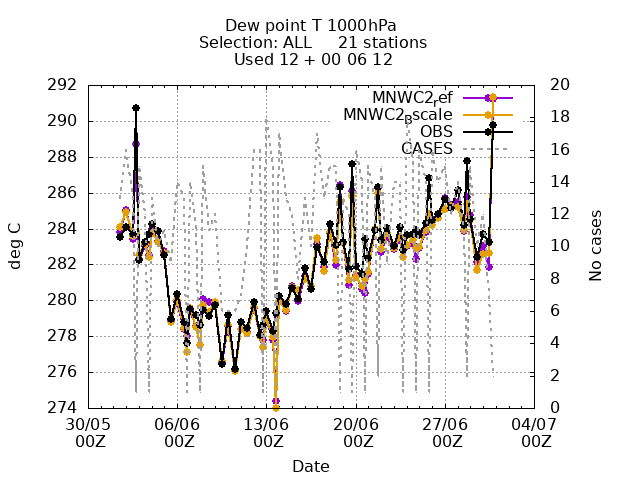 Dew point T 1000hPa
Selection: ALL 21 stations
Used 12 + 00 06 12
MNWC2_ref
MNWC2_Bscale
OBS
CASES
292
290
288
286
284
282
280
278
276
274
deg C
20
18
16
14
12
10
8
6
4
2
0
No cases
30/05 06/06 13/06 20/06 27/06 04/07
00Z 00Z 00Z 00Z 00Z 00Z
Date